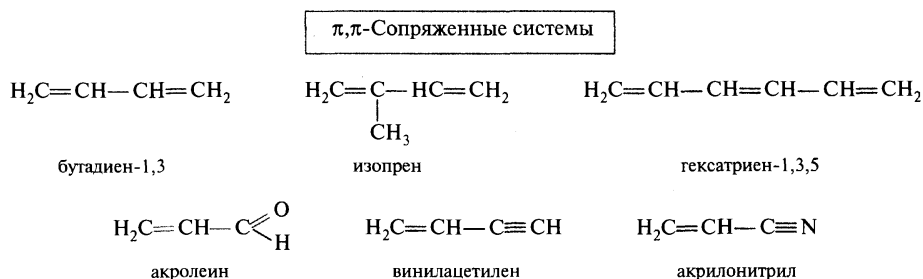 π,π-Сопряженные системы
H₂C=CH—CH=CH₂
H₂C=C—HC=CH₂
CH₃
H₂C=CH—CH=CH—CH=CH₂
бутадиен-1,3
изопрен
гексатриен-1,3,5
O
H₂C=CH—C
H
H₂C=CH—C≡CH
H₂C=CH—C≡N
акролеин
винилацетилен
акрилонитрил